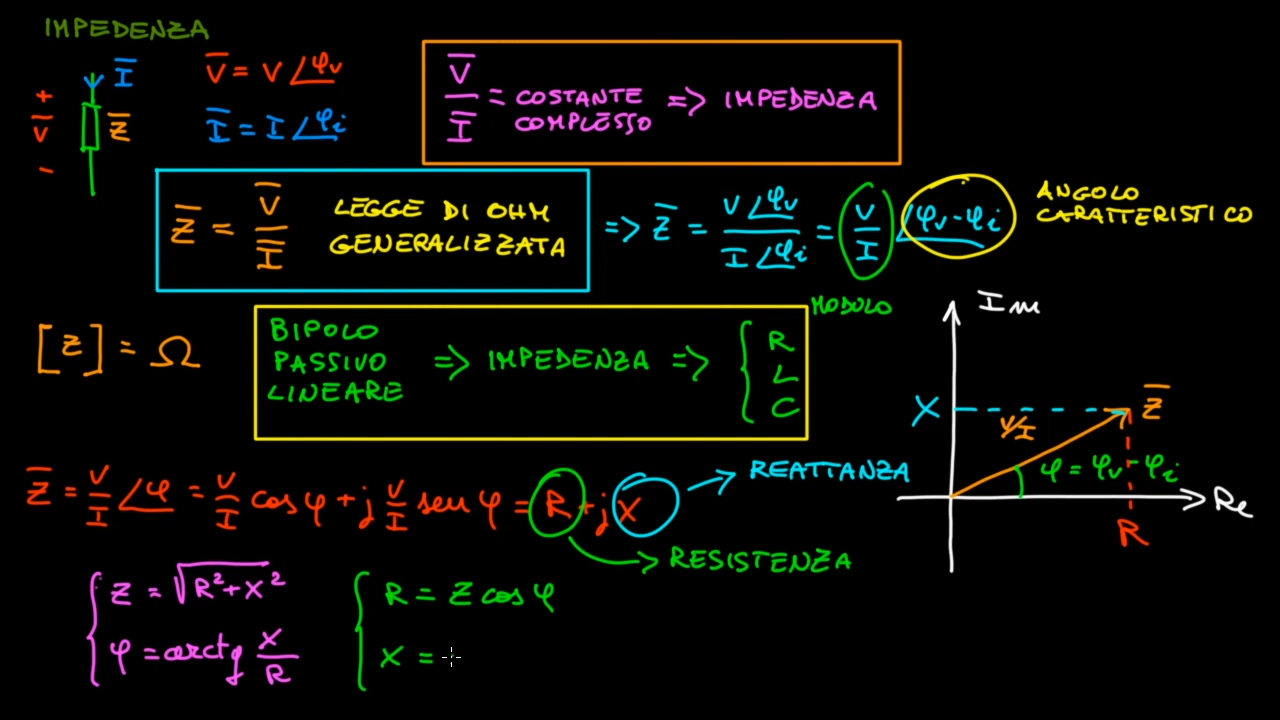 IMPEDENZA
+
V̅
-
I̅
Z̅
V̅ = V∠φv
I̅ = I∠φi
V̅/I̅ = COSTANTE COMPLESSO => IMPEDENZA
Z̅ = V̅/I̅ LEGGE DI OHM GENERALIZZATA
=> Z̅ = V∠φv / I∠φi = V/I ∠φv-φi
ANGOLO
CARATTERISTICO
MODULO
[Z] = Ω
BIPOLO
PASSIVO
LINEARE
=> IMPEDENZA => { R
L
C
Im
X
Z̅
V/I
φ = φv - φi
Re
R
Z̅ = V/I ∠φ = V/I cos φ + j V/I sen φ = R + j X
REATTANZA
RESISTENZA
{ Z = √R²+X²
φ = arctg X/R
{ R = Z cos φ
X =